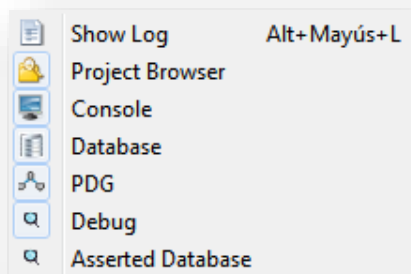 Show Log Alt+Mayús+L
Project Browser
Console
Database
PDG
Debug
Asserted Database